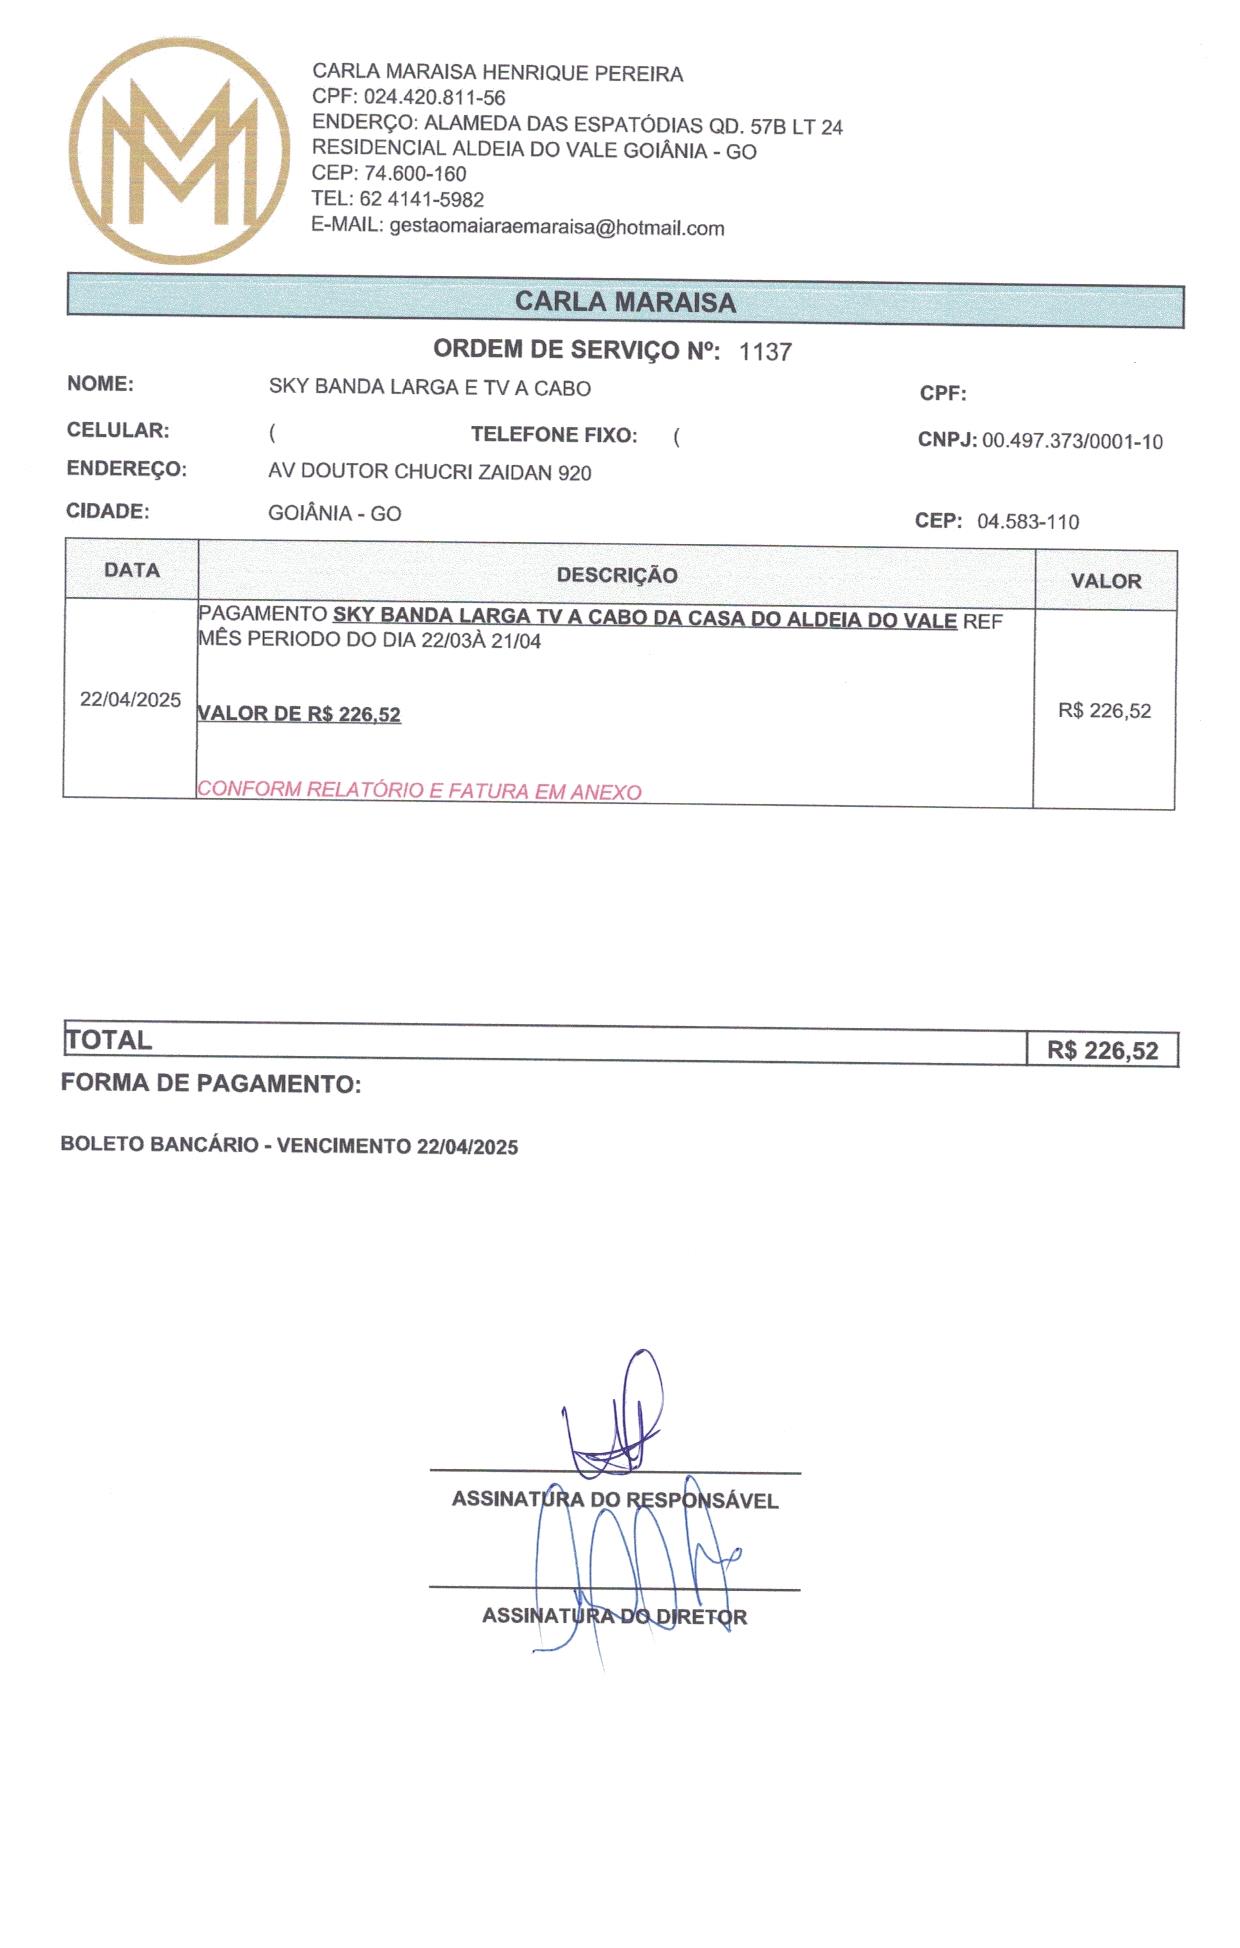 MM
CARLA MARAISA HENRIQUE PEREIRA
CPF: 024.420.811-56
ENDERÇO: ALAMEDA DAS ESPATÓDIAS QD. 57B LT 24
RESIDENCIAL ALDEIA DO VALE GOIÂNIA - GO
CEP: 74.600-160
TEL: 62 4141-5982
E-MAIL: gestaomaiaraemaraisa@hotmail.com
CARLA MARAISA
ORDEM DE SERVIÇO Nº: 1137
NOME: SKY BANDA LARGA E TV A CABO CPF:
CELULAR: ( TELEFONE FIXO: ( CNPJ: 00.497.373/0001-10
ENDEREÇO: AV DOUTOR CHUCRI ZAIDAN 920
CIDADE: GOIÂNIA - GO CEP: 04.583-110
DATA DESCRIÇÃO VALOR
PAGAMENTO SKY BANDA LARGA TV A CABO DA CASA DO ALDEIA DO VALE REF
MÊS PERIODO DO DIA 22/03À 21/04
22/04/2025 VALOR DE R$ 226,52 R$ 226,52
CONFORM RELATÓRIO E FATURA EM ANEXO
TOTAL R$ 226,52
FORMA DE PAGAMENTO:
BOLETO BANCÁRIO - VENCIMENTO 22/04/2025
ASSINATURA DO RESPONSÁVEL
ASSINATURA DO DIRETOR